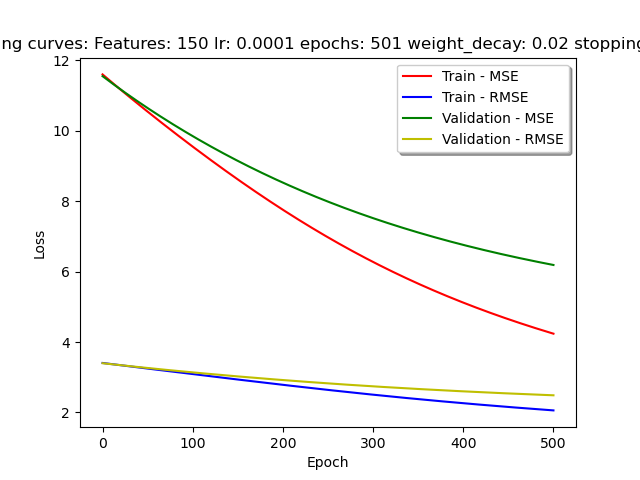 ng curves: Features: 150 lr: 0.0001 epochs: 501 weight_decay: 0.02 stopping
12
10
8
6
4
2
Loss
Train - MSE
Train - RMSE
Validation - MSE
Validation - RMSE
0 100 200 300 400 500
Epoch